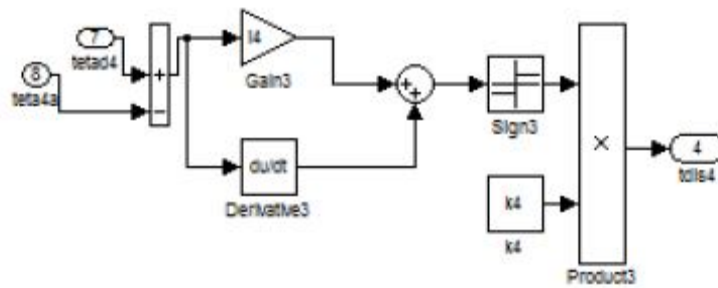 7
tetad4
8
teta4a
+
−
l4
Gain3
du/dt
Derivative3
+
+
Sign3
k4
k4
×
Product3
4
tdis4